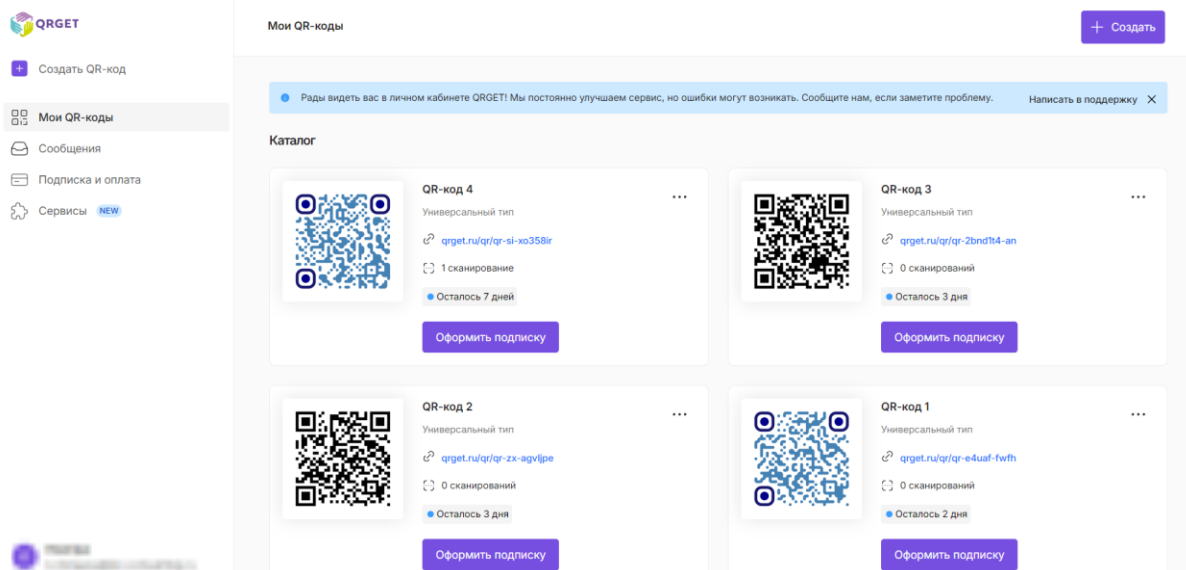 QRGET
Создать QR-код
Мои QR-коды
Сообщения
Подписка и оплата
Сервисы NEW
Мои QR-коды
+ Создать
Рады видеть вас в личном кабинете QRGET! Мы постоянно улучшаем сервис, но ошибки могут возникать. Сообщите нам, если заметите проблему.
Написать в поддержку
Каталог
QR-код 4
Универсальный тип
qrget.ru/qr/qr-si-xo358ir
1 сканирование
Осталось 7 дней
Оформить подписку
QR-код 3
Универсальный тип
qrget.ru/qr/qr-2bnd1t4-an
0 сканирований
Осталось 3 дня
Оформить подписку
QR-код 2
Универсальный тип
qrget.ru/qr/qr-zx-agvljpe
0 сканирований
Осталось 3 дня
Оформить подписку
QR-код 1
Универсальный тип
qrget.ru/qr/qr-e4uaf-fwfh
0 сканирований
Осталось 2 дня
Оформить подписку